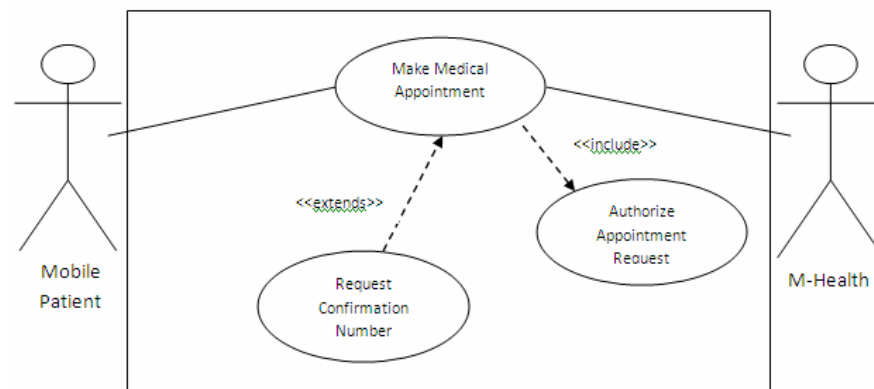 Make Medical
Appointment
<<include>>
<<extends>>
Authorize
Appointment
Request
Mobile
Patient
Request
Confirmation
Number
M-Health